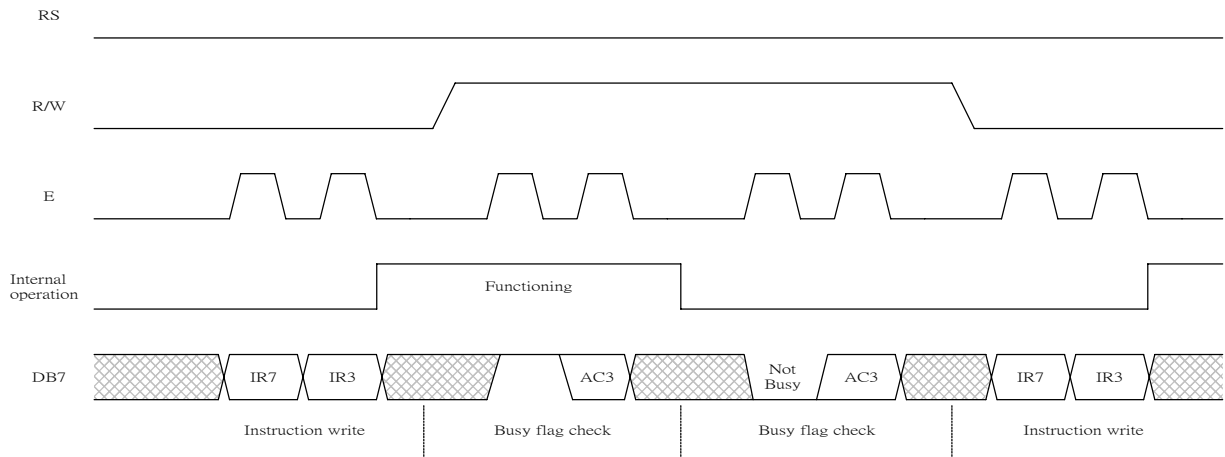 RS
R/W
E
Internal
operation
Functioning
DB7
IR7
IR3
AC3
Not
Busy
AC3
IR7
IR3
Instruction write
Busy flag check
Busy flag check
Instruction write